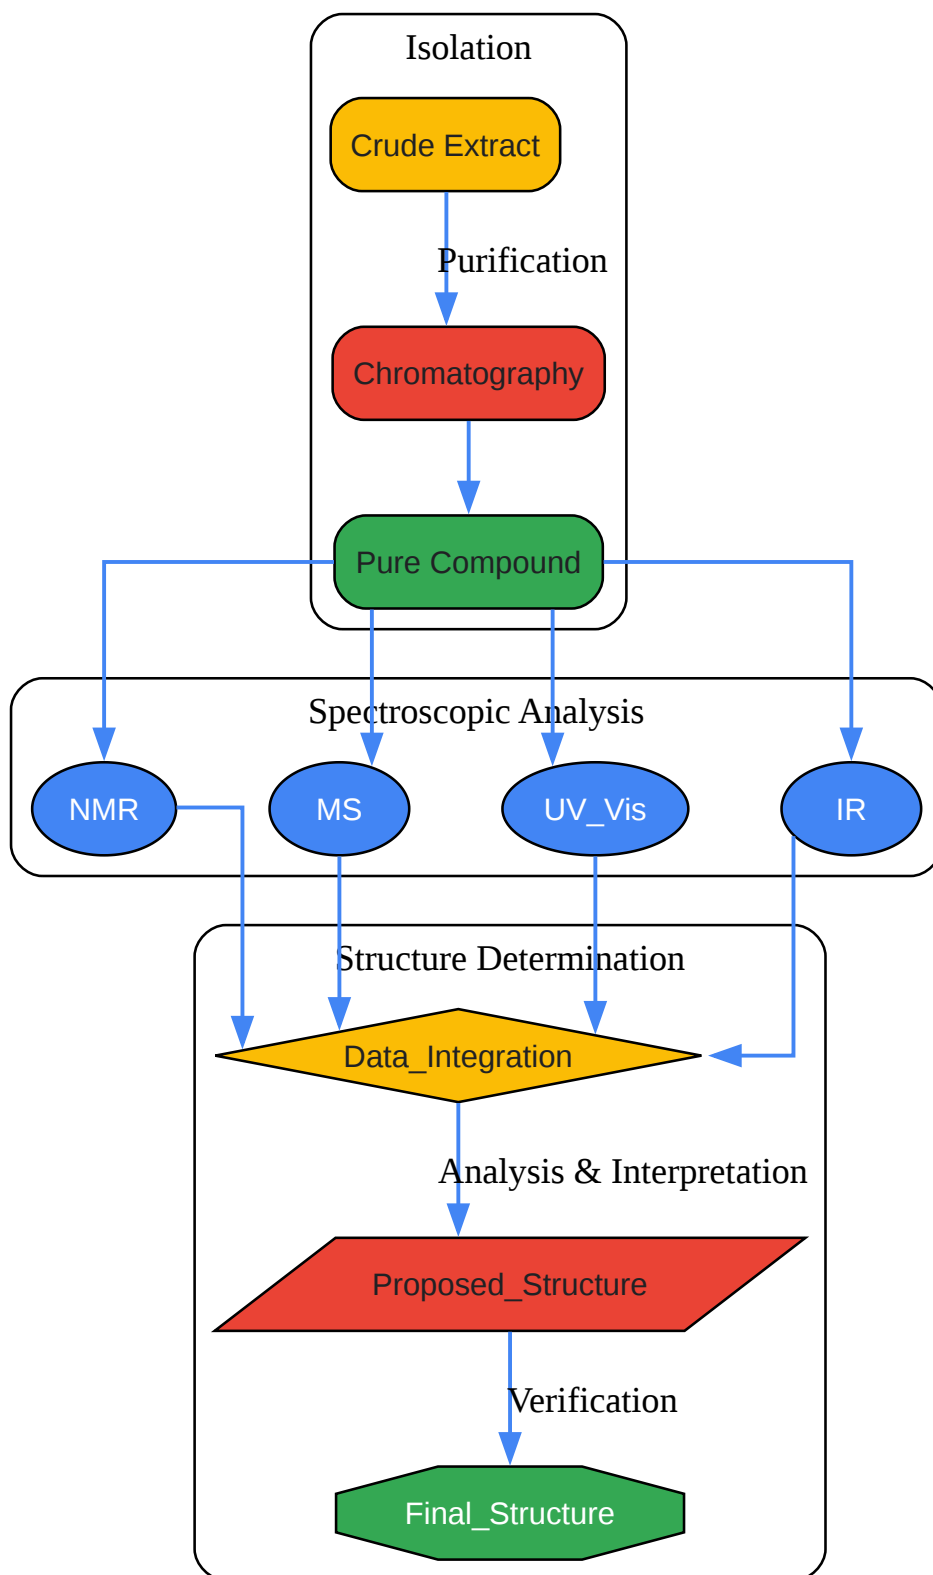 Isolation
Crude Extract
Purification
Chromatography
Pure Compound
Spectroscopic Analysis
NMR
MS
UV_Vis
IR
Structure Determination
Data_Integration
Analysis & Interpretation
Proposed_Structure
Verification
Final_Structure